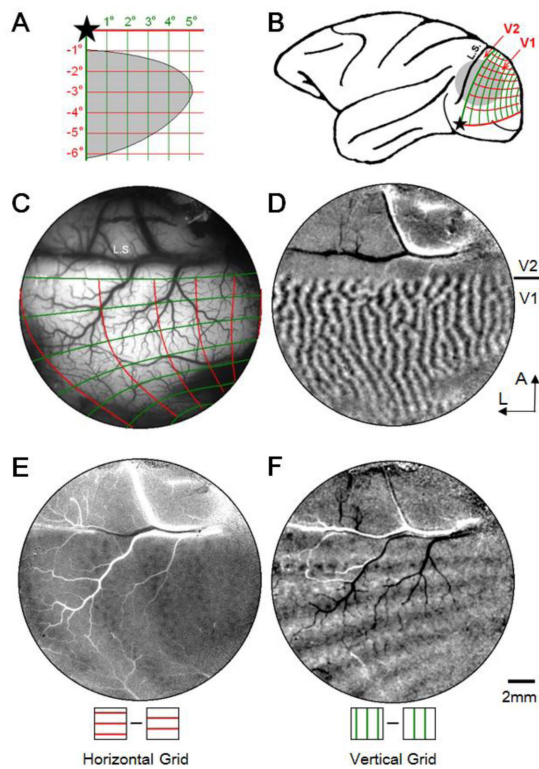 A
B
1° 2° 3° 4° 5°
-1°
-2°
-3°
-4°
-5°
-6°
V2
V1
L.S.
C
D
L.S.
V2
V1
A
L
E
F
2mm
Horizontal Grid
Vertical Grid